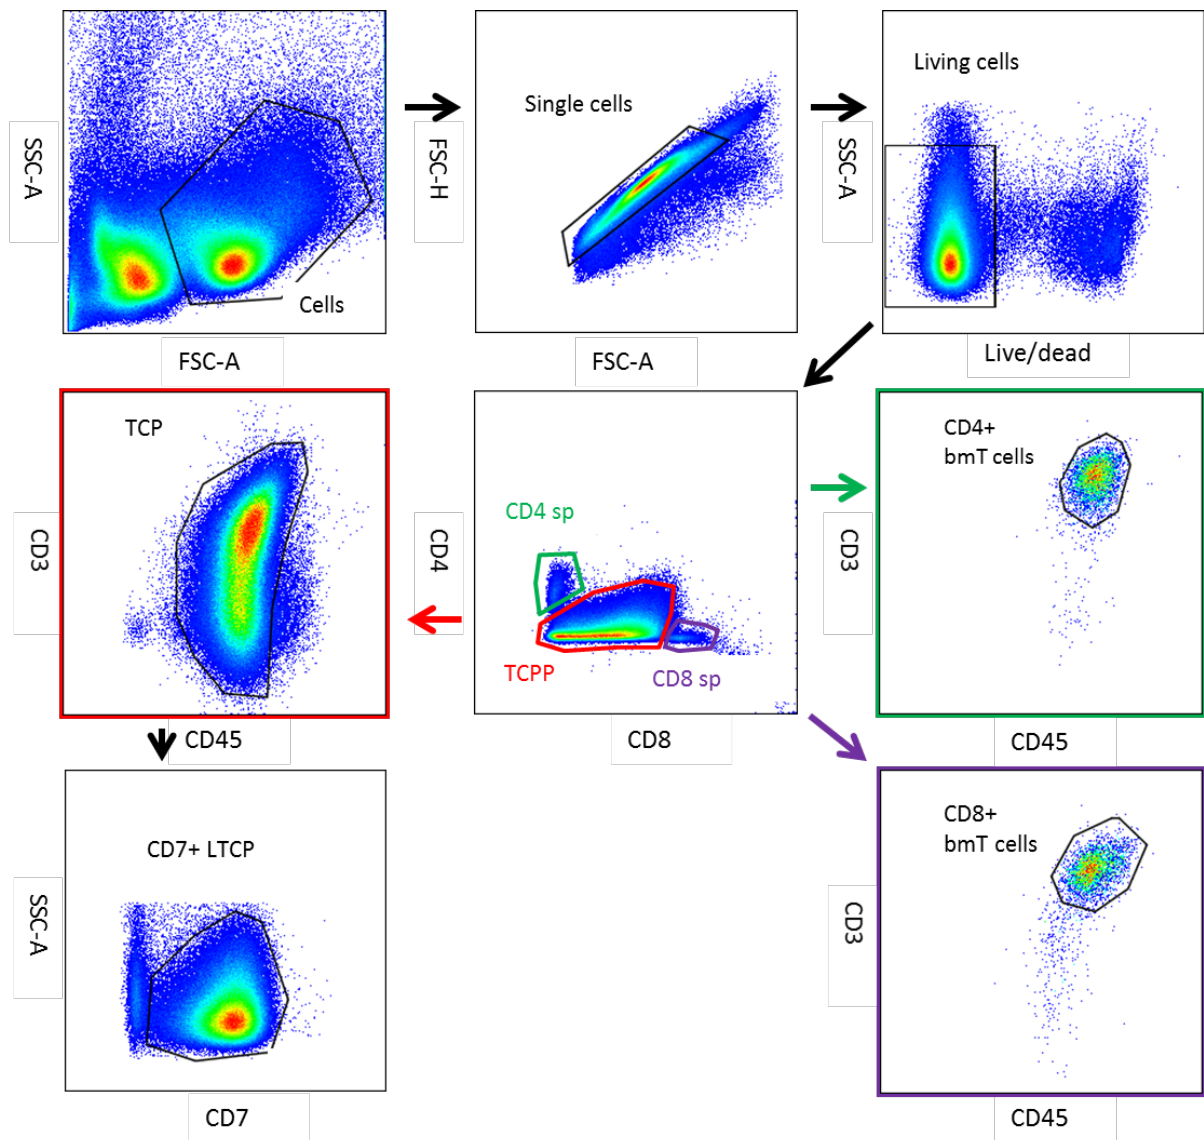 SSC-A
Cells
FSC-A
FSC-H
Single cells
FSC-A
SSC-A
Living cells
Live/dead
CD3
TCP
CD45
CD4
CD4 sp
TCPP
CD8 sp
CD8
CD3
CD4+
bmT cells
CD45
SSC-A
CD7+ LTCP
CD7
CD3
CD8+
bmT cells
CD45